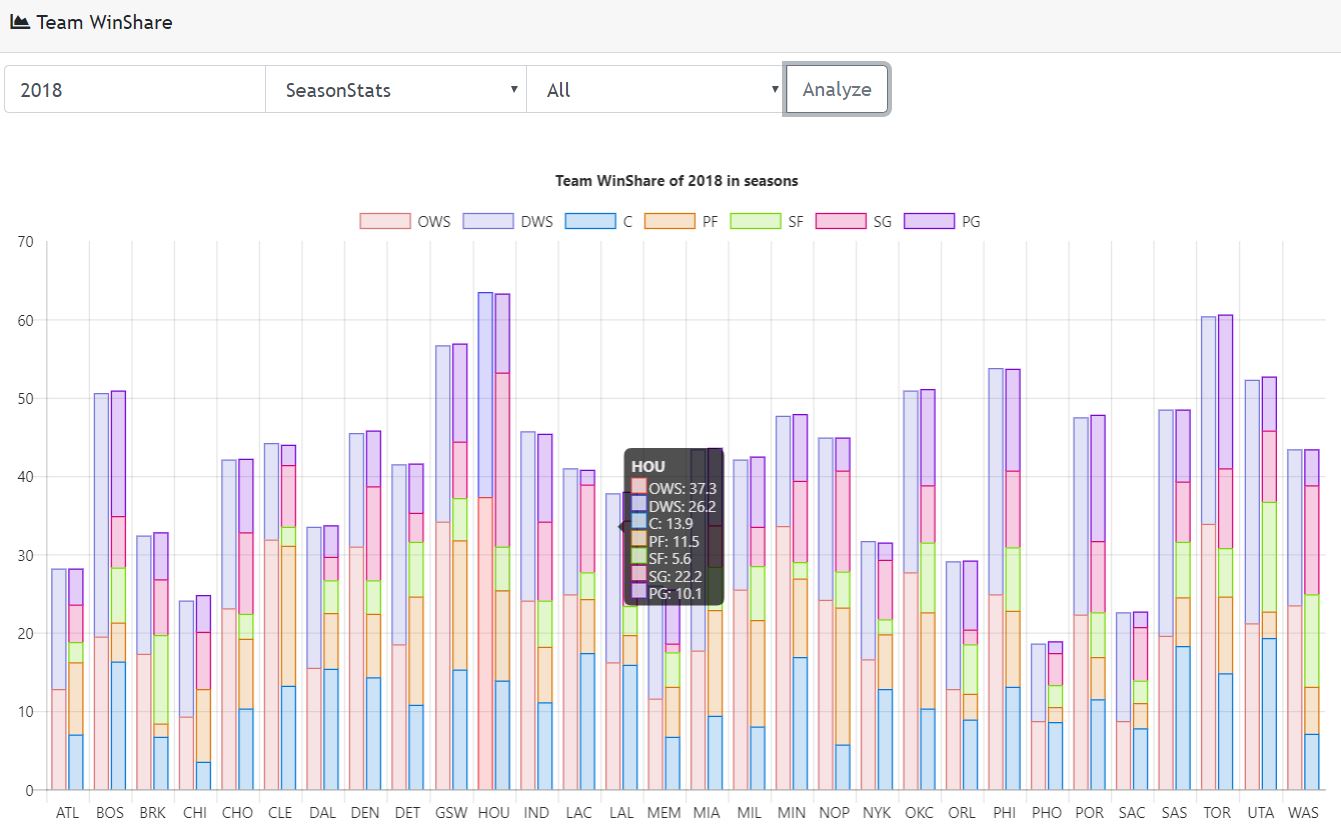 Team WinShare
2018 SeasonStats All Analyze
Team WinShare of 2018 in seasons
OWS DWS C PF SF SG PG
70
60
50
40
30
20
10
0
HOU
OWS: 37.3
DWS: 26.2
C: 13.9
PF: 11.5
SF: 5.6
SG: 22.2
PG: 10.1
ATL BOS BRK CHI CHO CLE DAL DEN DET GSW HOU IND LAC LAL MEM MIA MIL MIN NOP NYK OKC ORL PHI PHO POR SAC SAS TOR UTA WAS